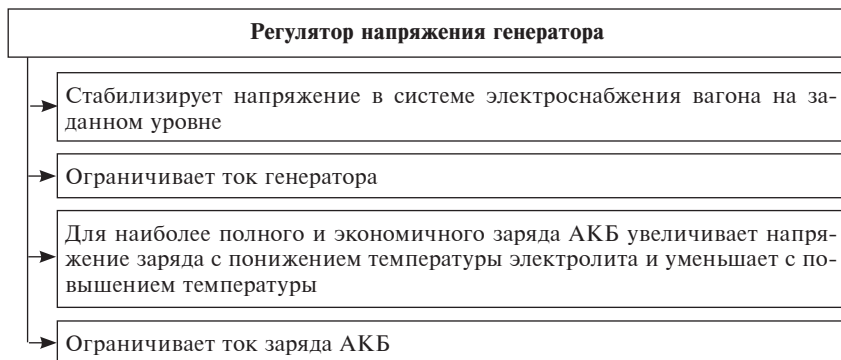 Регулятор напряжения генератора
Стабилизирует напряжение в системе электроснабжения вагона на за-
данном уровне
Ограничивает ток генератора
Для наиболее полного и экономичного заряда АКБ увеличивает напря-
жение заряда с понижением температуры электролита и уменьшает с по-
вышением температуры
Ограничивает ток заряда АКБ